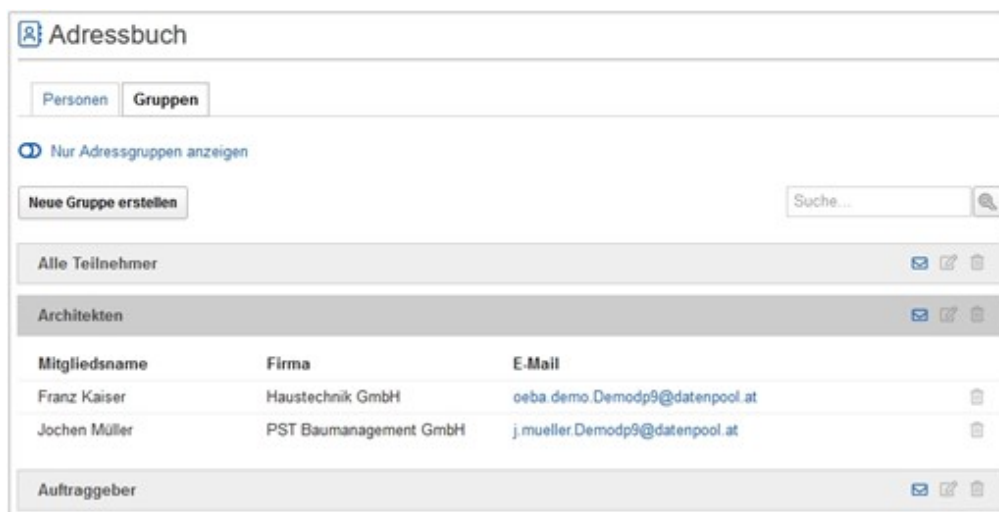 Adressbuch
Personen Gruppen
Nur Adressgruppen anzeigen
Neue Gruppe erstellen Suche...
Alle Teilnehmer
Architekten
Mitgliedsname Firma E-Mail
Franz Kaiser Haustechnik GmbH oeba.demo.Demodp9@datenpool.at
Jochen Müller PST Baumanagement GmbH j.mueller.Demodp9@datenpool.at
Auftraggeber